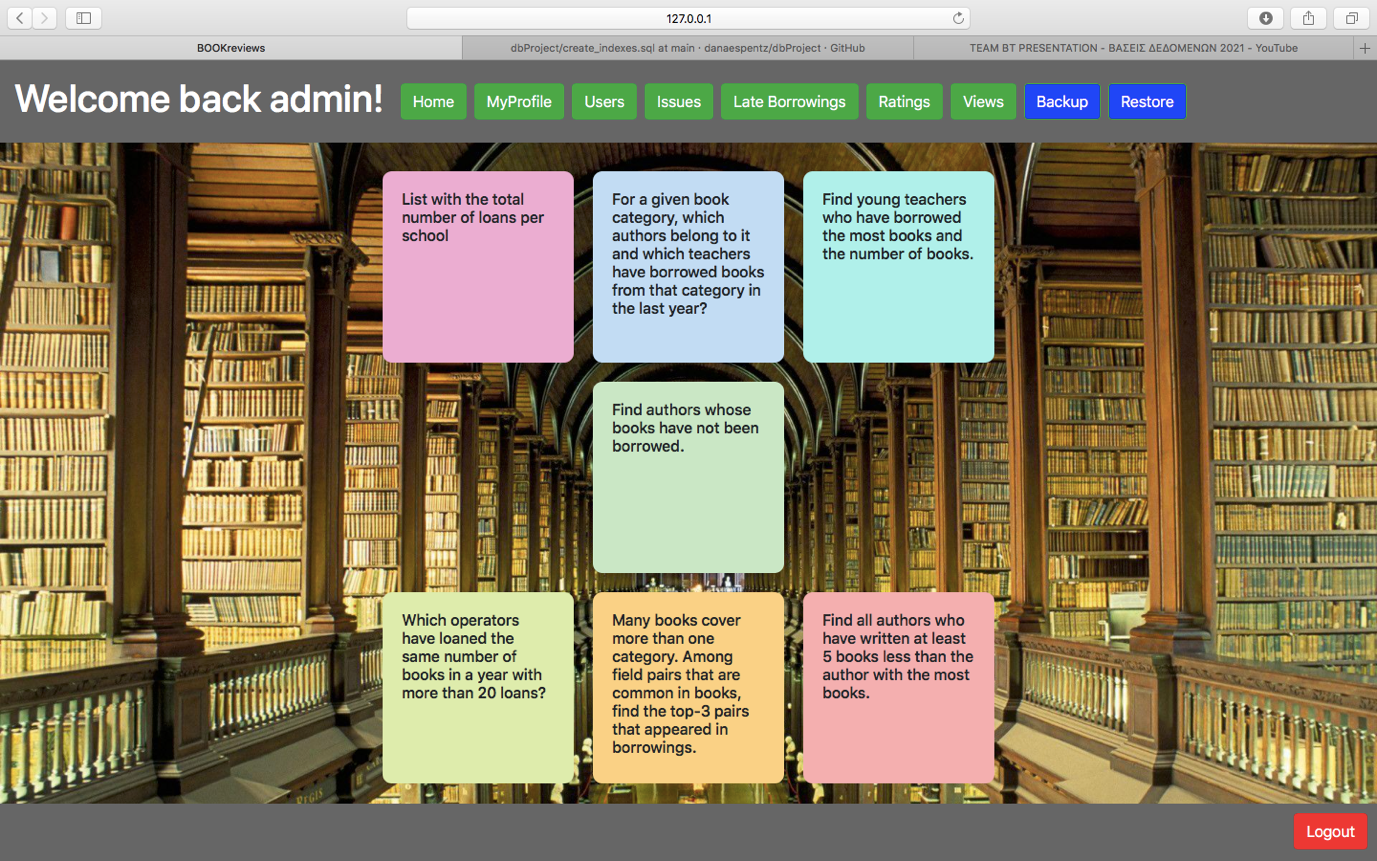 127.0.0.1
BOOKreviews
dbProject/create_indexes.sql at main · danaespentz/dbProject · GitHub
TEAM BT PRESENTATION - ΒΑΣΕΙΣ ΔΕΔΟΜΕΝΩΝ 2021 - YouTube
Welcome back admin!
Home
MyProfile
Users
Issues
Late Borrowings
Ratings
Views
Backup
Restore
List with the total
number of loans per
school
For a given book
category, which
authors belong to it
and which teachers
have borrowed books
from that category in
the last year?
Find young teachers
who have borrowed
the most books and
the number of books.
Find authors whose
books have not been
borrowed.
Which operators
have loaned the
same number of
books in a year with
more than 20 loans?
Many books cover
more than one
category. Among
field pairs that are
common in books,
find the top-3 pairs
that appeared in
borrowings.
Find all authors who
have written at least
5 books less than the
author with the most
books.
REGIS
Logout